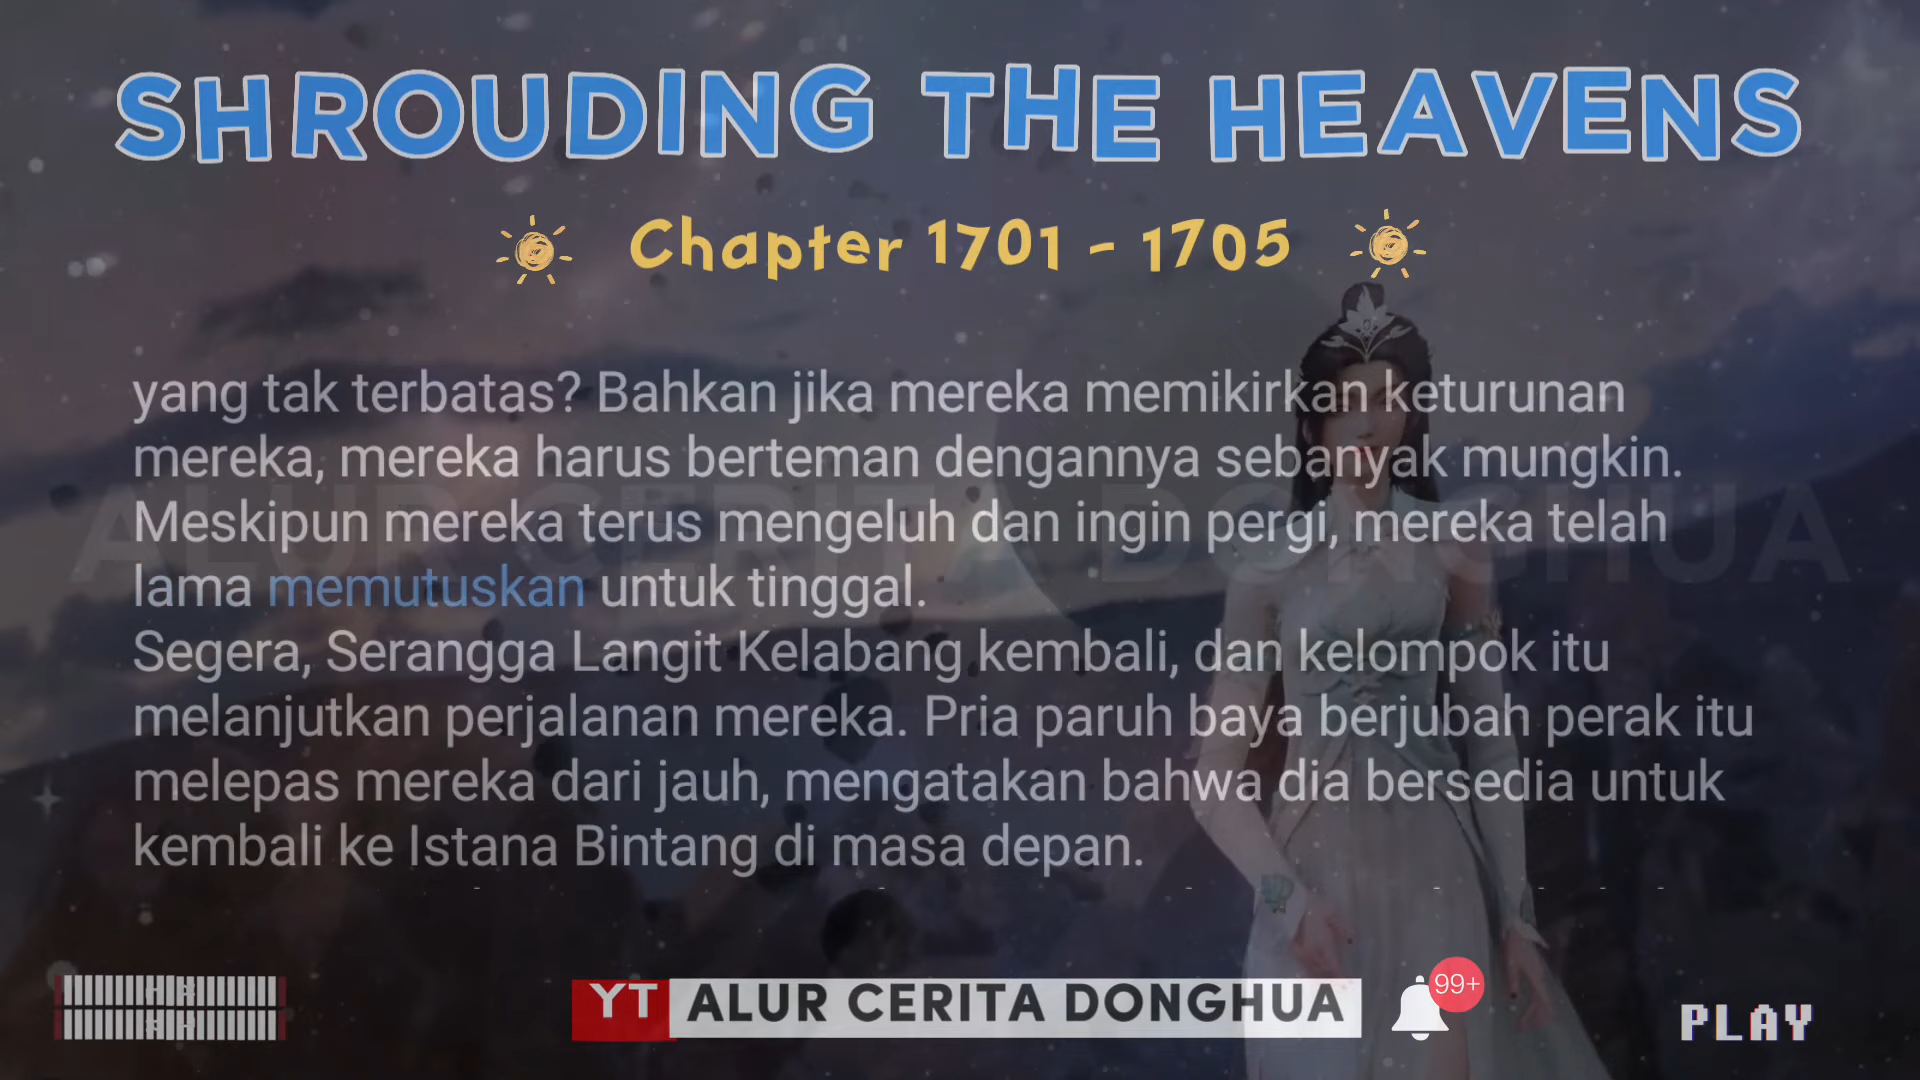 SHROUDING THE HEAVENS
Chapter 1701 - 1705
yang tak terbatas? Bahkan jika mereka memikirkan keturunan
mereka, mereka harus berteman dengannya sebanyak mungkin.
ALUR CERITA DONGHUA
Meskipun mereka terus mengeluh dan ingin pergi, mereka telah
lama memutuskan untuk tinggal.
Segera, Serangga Langit Kelabang kembali, dan kelompok itu
melanjutkan perjalanan mereka. Pria paruh baya berjubah perak itu
melepas mereka dari jauh, mengatakan bahwa dia bersedia untuk
kembali ke Istana Bintang di masa depan.
YT ALUR CERITA DONGHUA
99+
PLAY